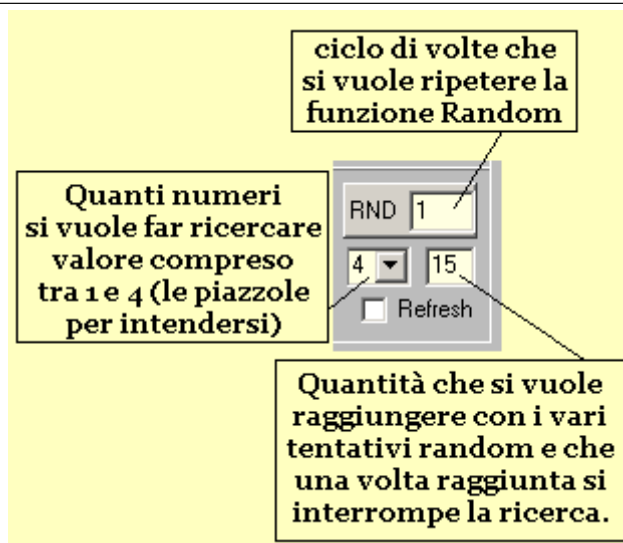 ciclo di volte che
si vuole ripetere la
funzione Random
Quanti numeri
si vuole far ricercare
valore compreso
tra 1 e 4 (le piazzole
per intendersi)
RND 1
4 15
Refresh
Quantità che si vuole
raggiungere con i vari
tentativi random e che
una volta raggiunta si
interrompe la ricerca.